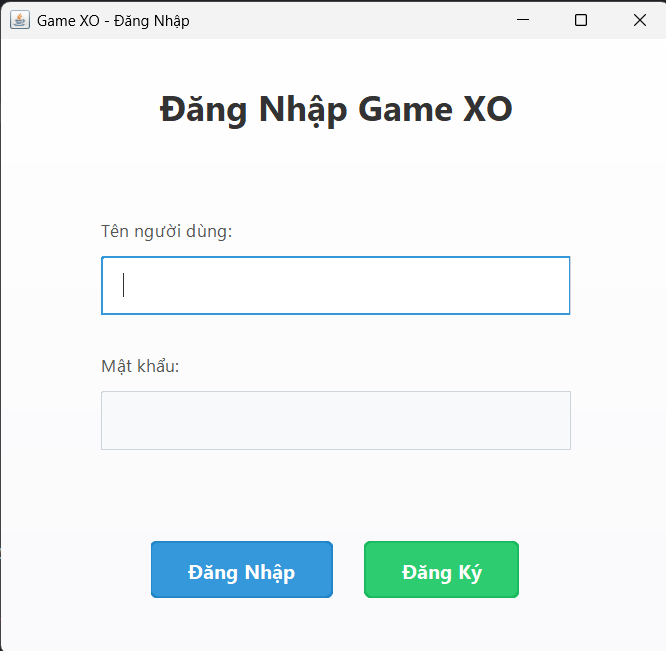 Game XO - Đăng Nhập
Đăng Nhập Game XO
Tên người dùng:
Mật khẩu:
Đăng Nhập
Đăng Ký